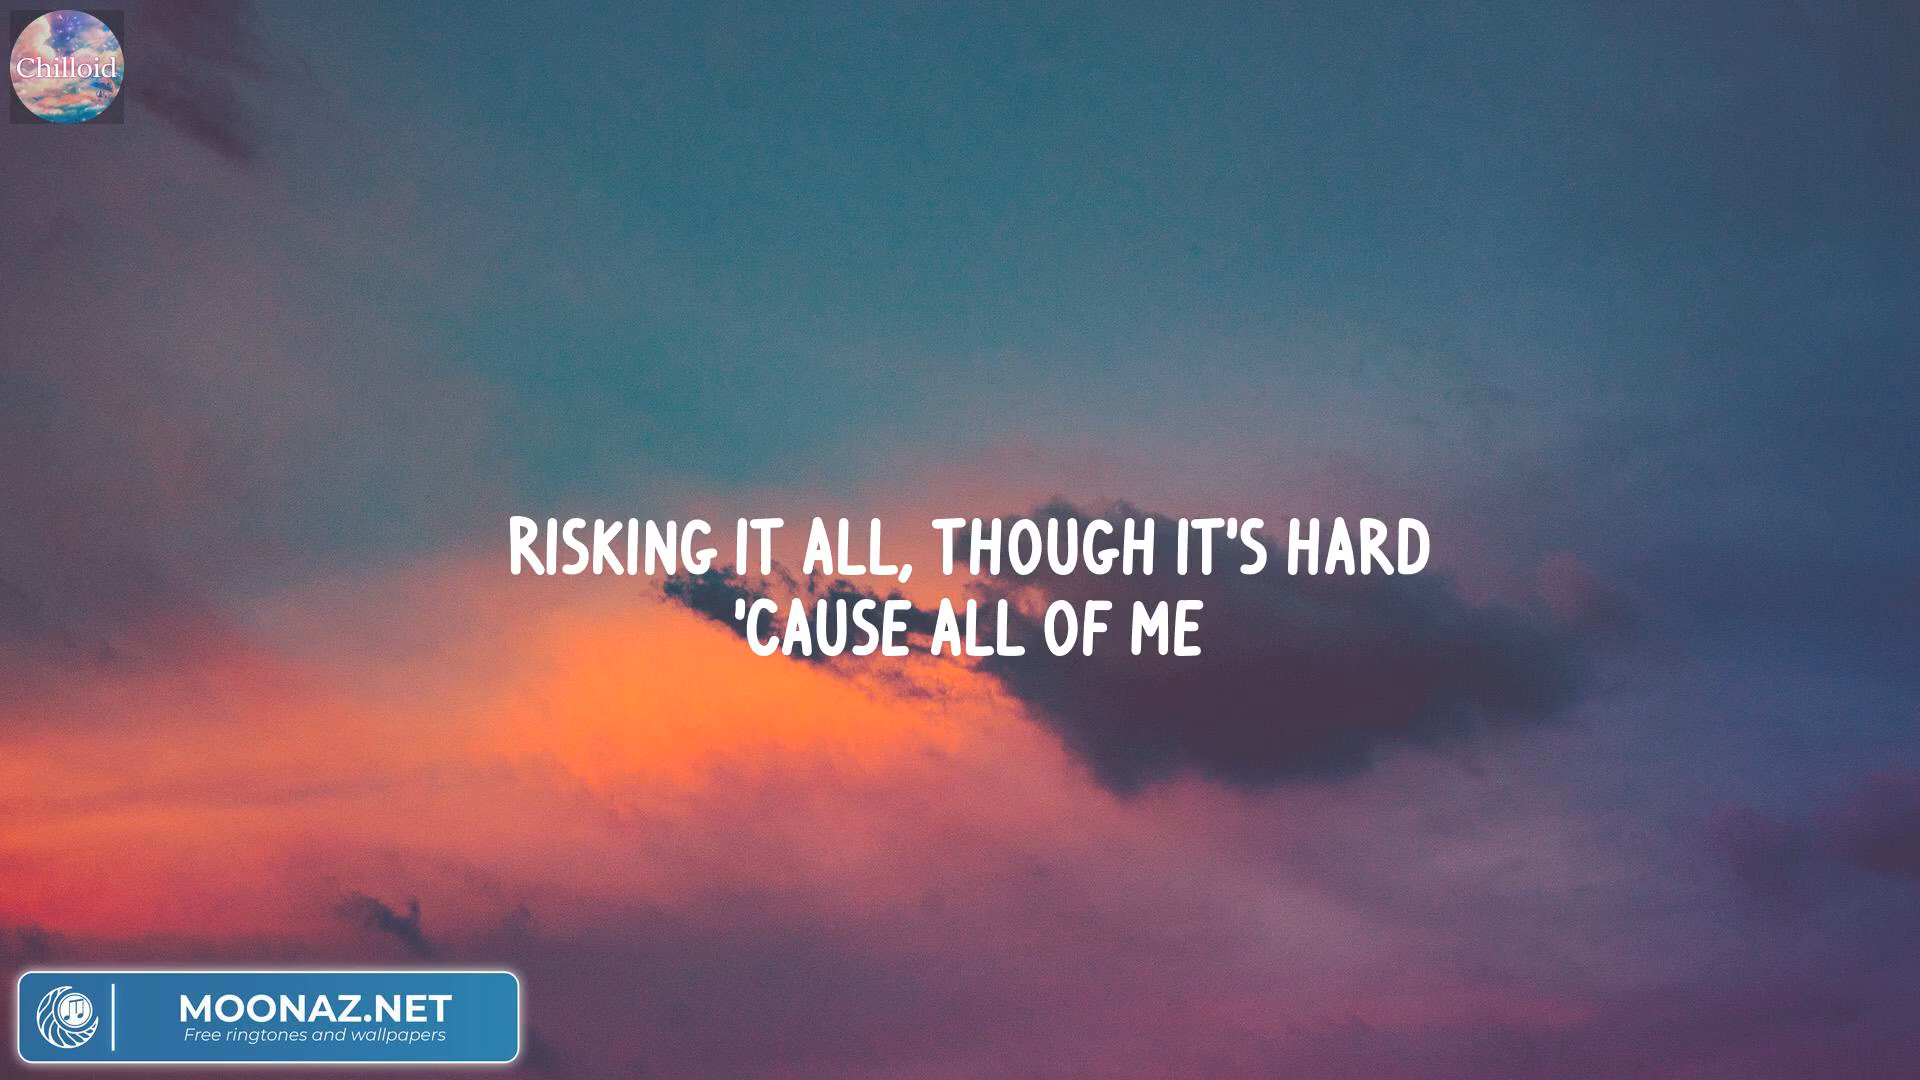 Chilloid
RISKING IT ALL, THOUGH IT'S HARD
'CAUSE ALL OF ME
MOONAZ.NET
Free ringtones and wallpapers